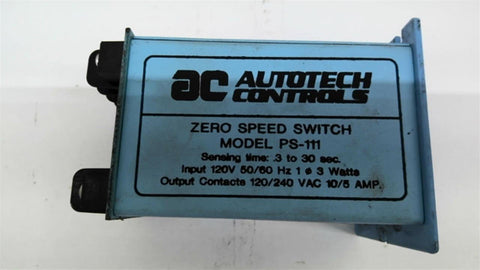 ac AUTOTECH
CONTROLS
ZERO SPEED SWITCH
MODEL PS-111
Sensing time: .3 to 30 sec.
Input 120V 50/60 Hz 1 ø 3 Watts
Output Contacts 120/240 VAC 10/5 AMP.